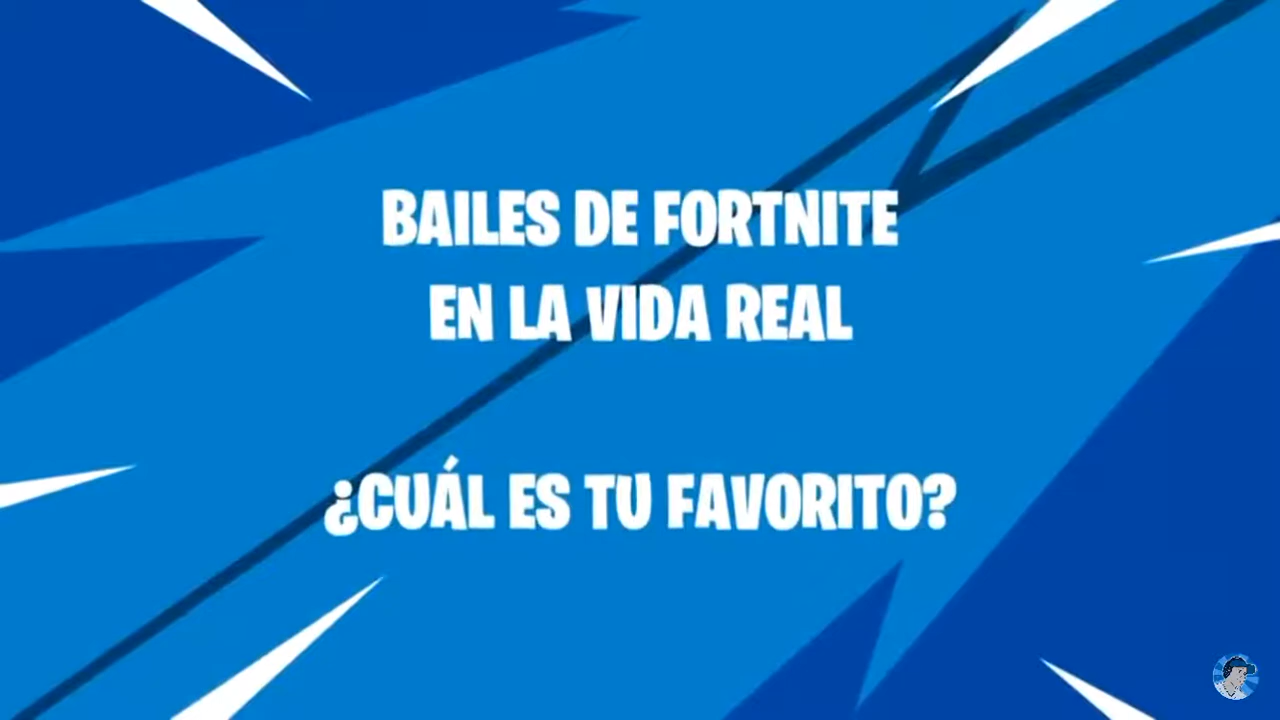 BAILES DE FORTNITE
EN LA VIDA REAL
¿CUÁL ES TU FAVORITO?